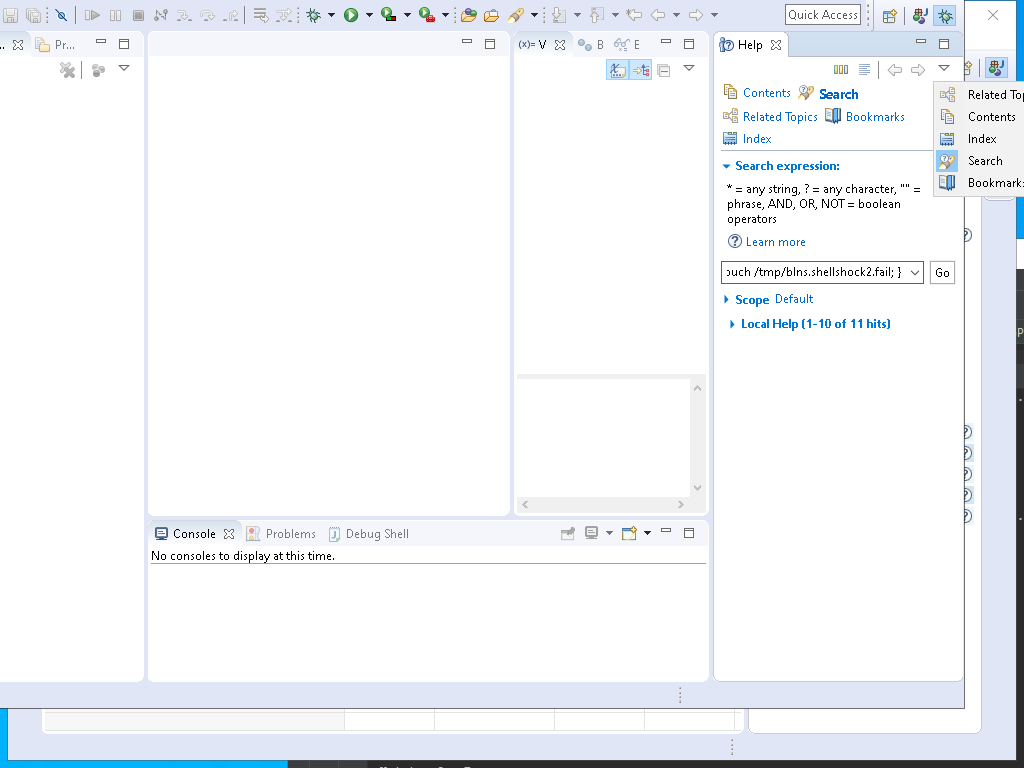 Quick Access
Pr...
(x)= V
B
E
Help
Contents
Search
Related Topics
Bookmarks
Index
Search expression:
* = any string, ? = any character, "" =
phrase, AND, OR, NOT = boolean
operators
Learn more
ouch /tmp/blns.shellshock2.fail; }
Go
Scope Default
Local Help (1-10 of 11 hits)
Related Top
Contents
Index
Search
Bookmarks
Console
Problems
Debug Shell
No consoles to display at this time.